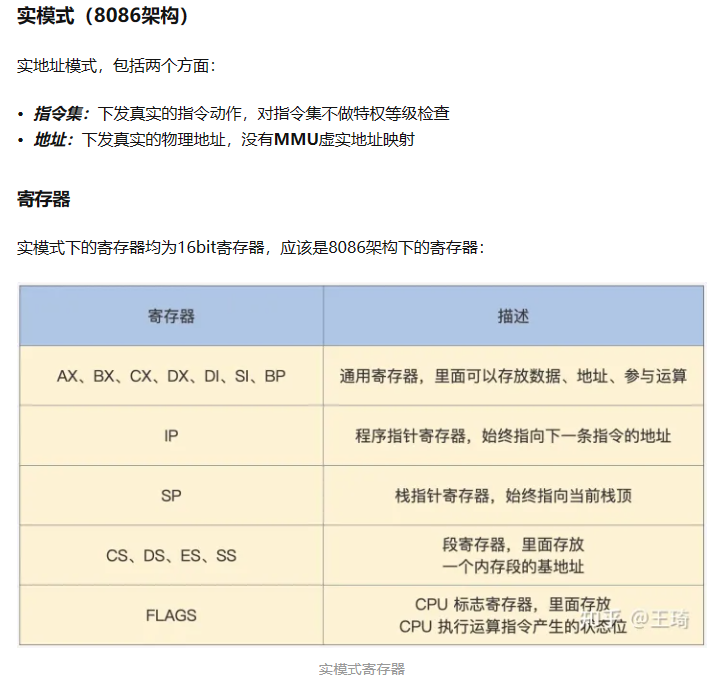 实模式（8086架构）
实地址模式，包括两个方面：
• 指令集：下发真实的指令动作，对指令集不做特权等级检查
• 地址：下发真实的物理地址，没有MMU虚实地址映射
寄存器
实模式下的寄存器均为16bit寄存器，应该是8086架构下的寄存器：
寄存器 描述
AX、BX、CX、DX、DI、SI、BP 通用寄存器，里面可以存放数据、地址、参与运算
IP 程序指针寄存器，始终指向下一条指令的地址
SP 栈指针寄存器，始终指向当前栈顶
CS、DS、ES、SS 段寄存器，里面存放
一个内存段的基地址
FLAGS CPU 标志寄存器，里面存放
CPU 执行运算指令产生的状态位
知乎 @王琦
实模式寄存器